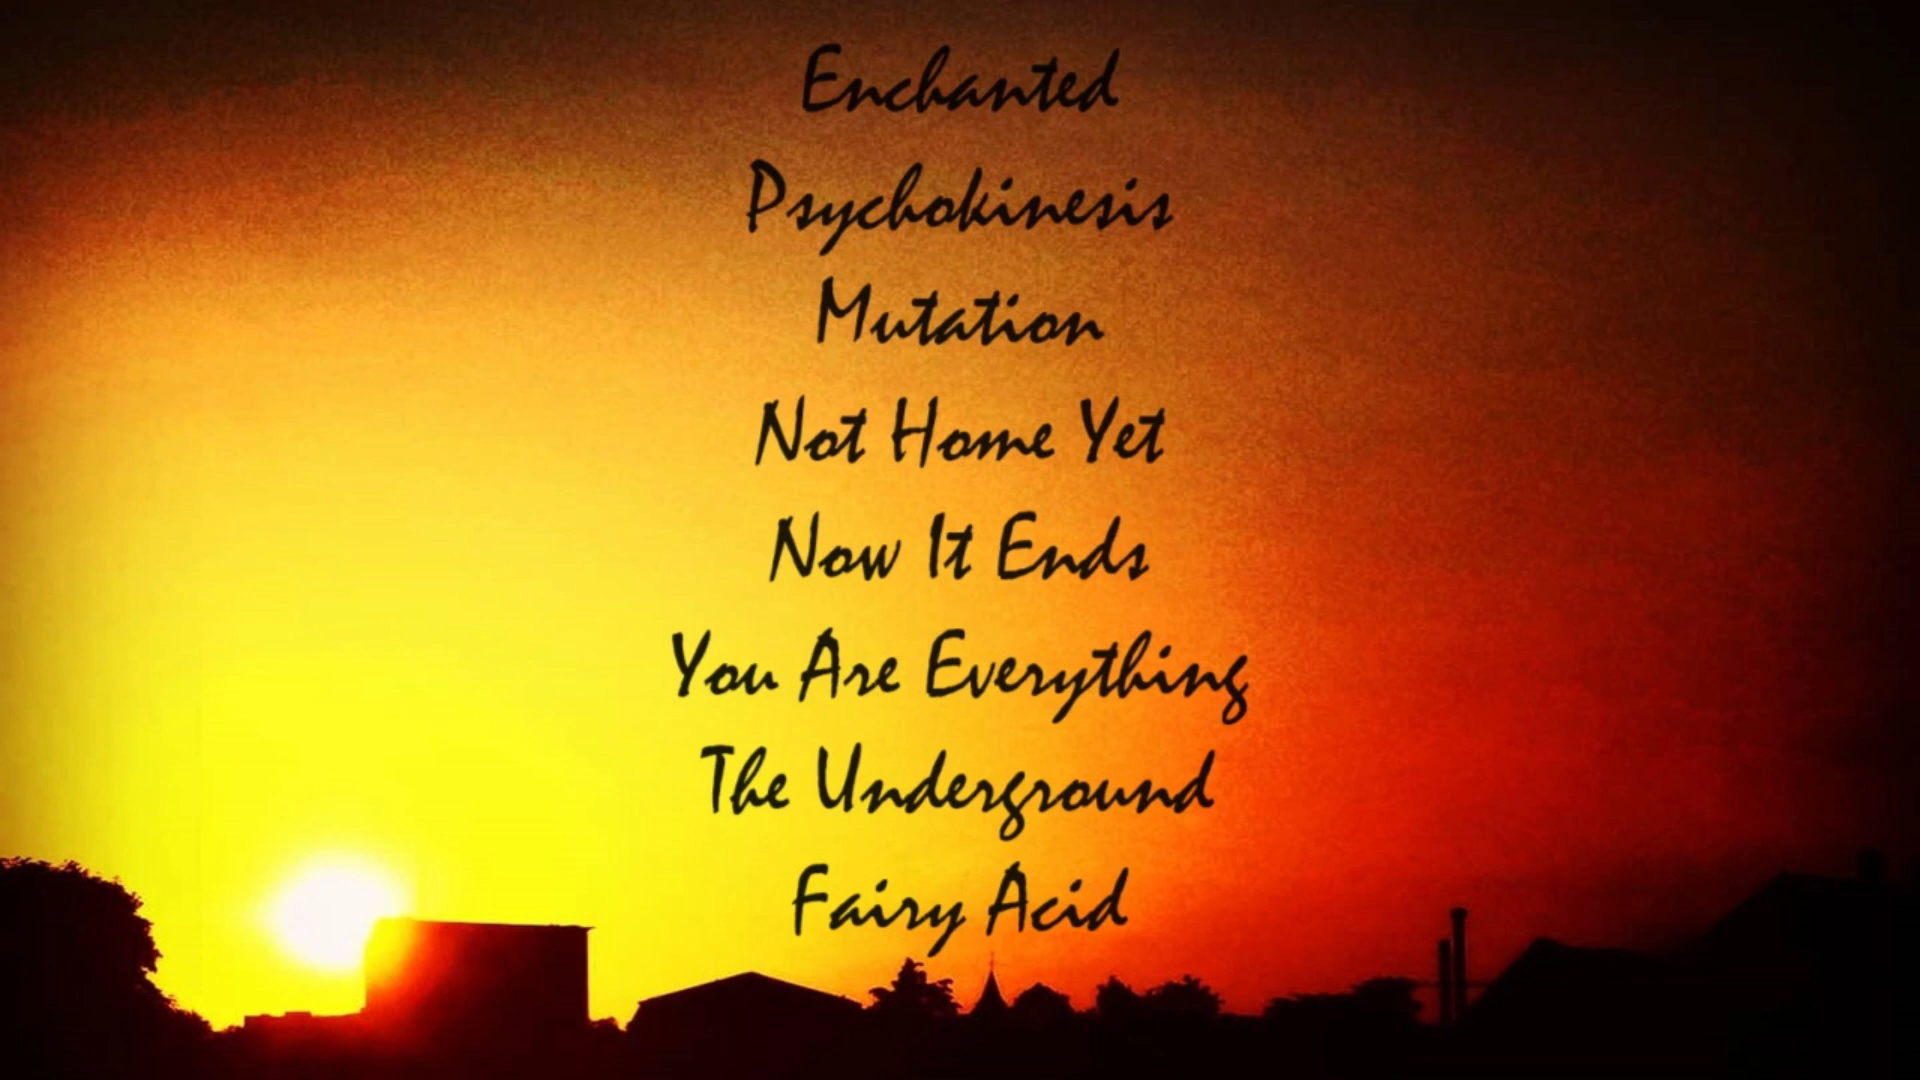 Enchanted
Psychokinesis
Mutation
Not Home Yet
Now It Ends
You Are Everything
The Underground
Fairy Acid